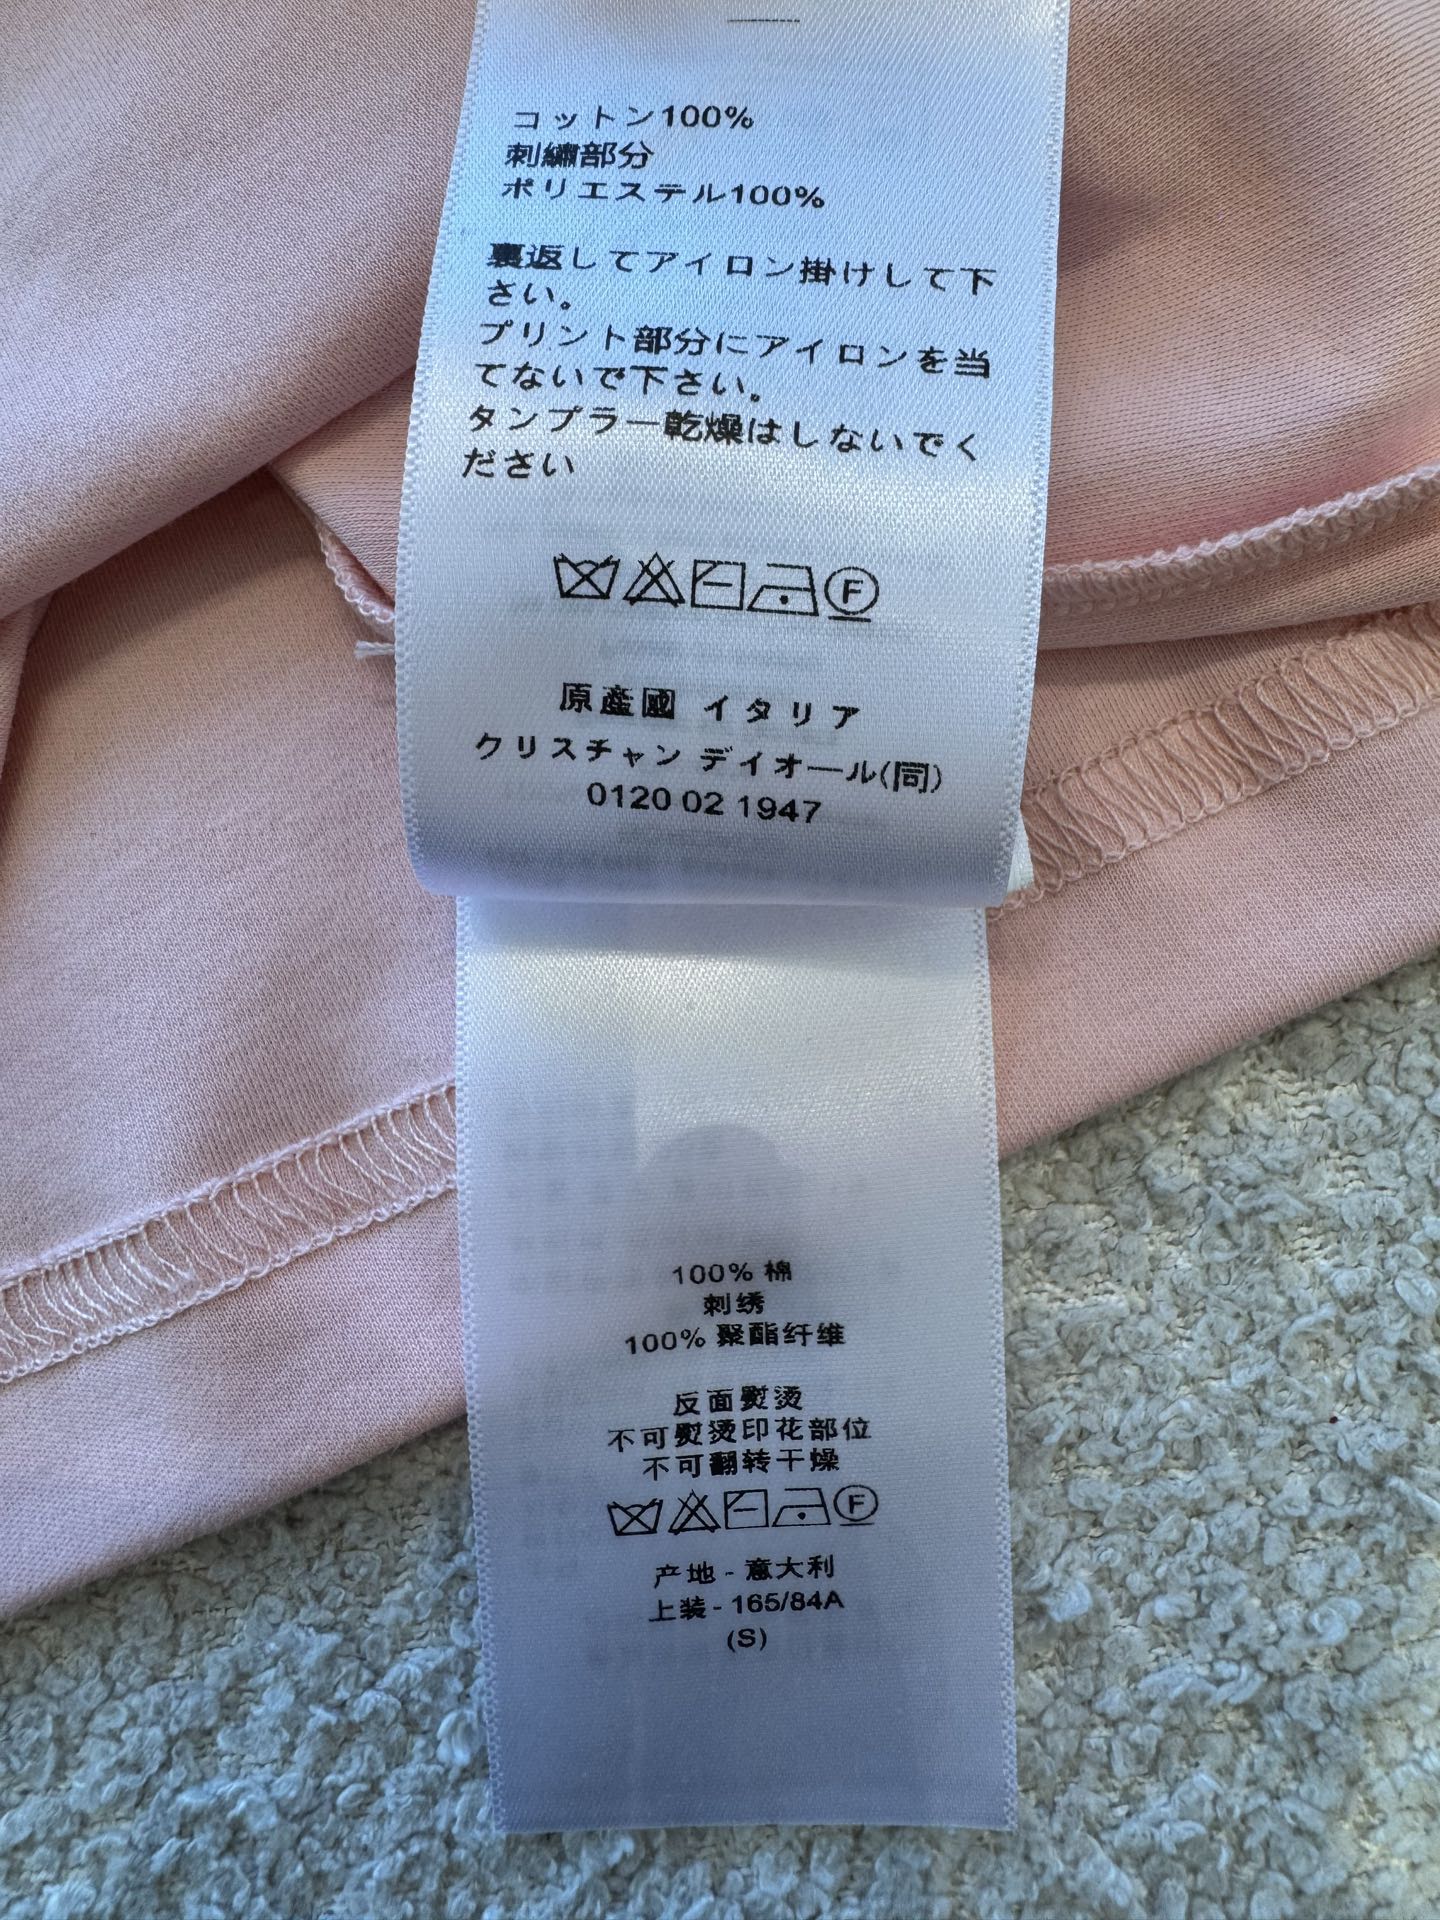 コットン100%
刺繍部分
ポリエステル100%
裏返してアイロン掛けして下
さい。
プリント部分にアイロンを当
てないで下さい。
タンブラー乾燥はしないでく
ださい
F
原産國 イタリア
クリスチャン デイオール(同)
0120 02 1947
100% 棉
刺绣
100% 聚酯纤维
反面熨烫
不可熨烫印花部位
不可翻转干燥
F
产地 - 意大利
上装 - 165/84A
(S)